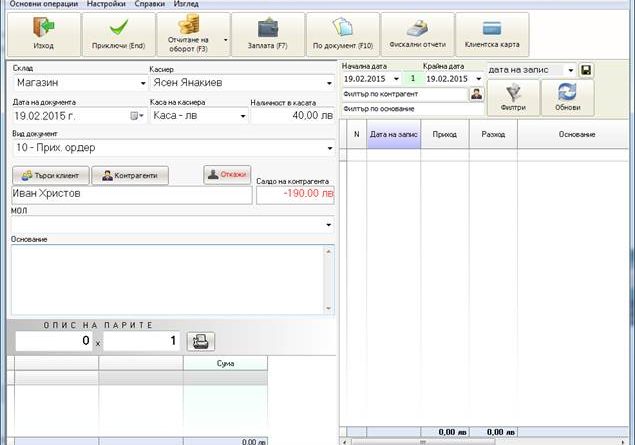 Основни операции Настройки Справки Изглед
Изход
Приключи (End)
Отчитане на оборот (F3)
Заплата (F7)
По документ (F10)
Фискални отчети
Клиентска карта
Склад
Касиер
Магазин
Ясен Янакиев
Дата на документа
Каса на касиера
Наличност в касата
19.02.2015 г.
Каса - лв
40,00 лв
Вид документ
10 - Прих. ордер
Търси клиент
Контрагенти
Откажи
Салдо на контрагента
Иван Христов
-190,00 лв
МОЛ
Основание
ОПИС НА ПАРИТЕ
0 x 1
Сума
0,00 лв
Начална дата
Крайна дата
19.02.2015
1
19.02.2015
дата на запис
Филтър по контрагент
Филтър по основание
Филтри
Обнови
N Дата на запис Приход Разход Основание
0,00 лв 0,00 лв